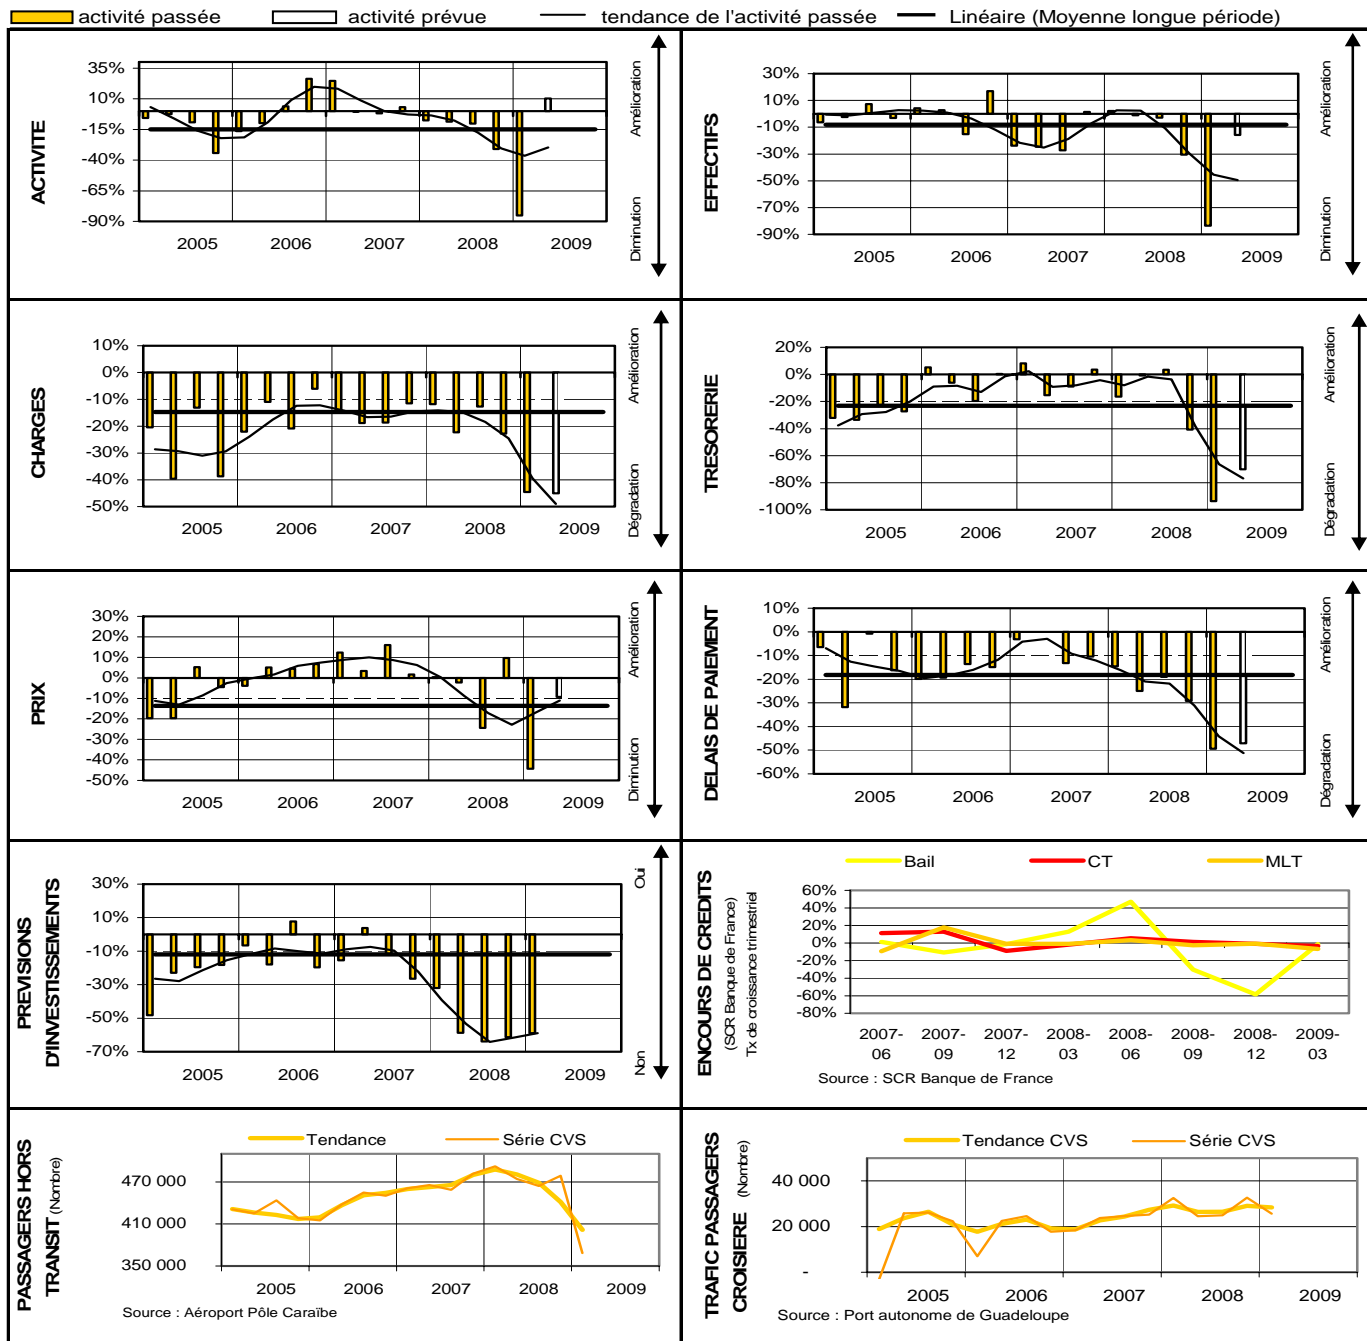 activité passée activité prévue tendance de l'activité passée Linéaire (Moyenne longue période)
ACTIVITE
35%
10%
-15%
-40%
-65%
-90%
2005 2006 2007 2008 2009
Amélioration
Diminution
EFFECTIFS
30%
10%
-10%
-30%
-50%
-70%
-90%
2005 2006 2007 2008 2009
Amélioration
Diminution
CHARGES
10%
0%
-10%
-20%
-30%
-40%
-50%
2005 2006 2007 2008 2009
Amélioration
Dégradation
TRESORERIE
20%
0%
-20%
-40%
-60%
-80%
-100%
2005 2006 2007 2008 2009
Amélioration
Dégradation
PRIX
30%
20%
10%
0%
-10%
-20%
-30%
-40%
-50%
2005 2006 2007 2008 2009
Amélioration
Diminution
DELAIS DE PAIEMENT
10%
0%
-10%
-20%
-30%
-40%
-50%
-60%
2005 2006 2007 2008 2009
Amélioration
Dégradation
PREVISIONS
D'INVESTISSEMENTS
30%
10%
-10%
-30%
-50%
-70%
2005 2006 2007 2008 2009
Oui
Non
ENCOURS DE CREDITS
(SCR Banque de France)
Tx de croissance trimestriel
Bail CT MLT
60%
40%
20%
0%
-20%
-40%
-60%
-80%
2007-06 2007-09 2007-12 2008-03 2008-06 2008-09 2008-12 2009-03
Source : SCR Banque de France
PASSAGERS HORS
TRANSIT (Nombre)
Tendance Série CVS
470 000
410 000
350 000
2005 2006 2007 2008 2009
Source : Aéroport Pôle Caraïbe
TRAFIC PASSAGERS
CROISIERE (Nombre)
Tendance CVS Série CVS
40 000
20 000
-
2005 2006 2007 2008 2009
Source : Port autonome de Guadeloupe